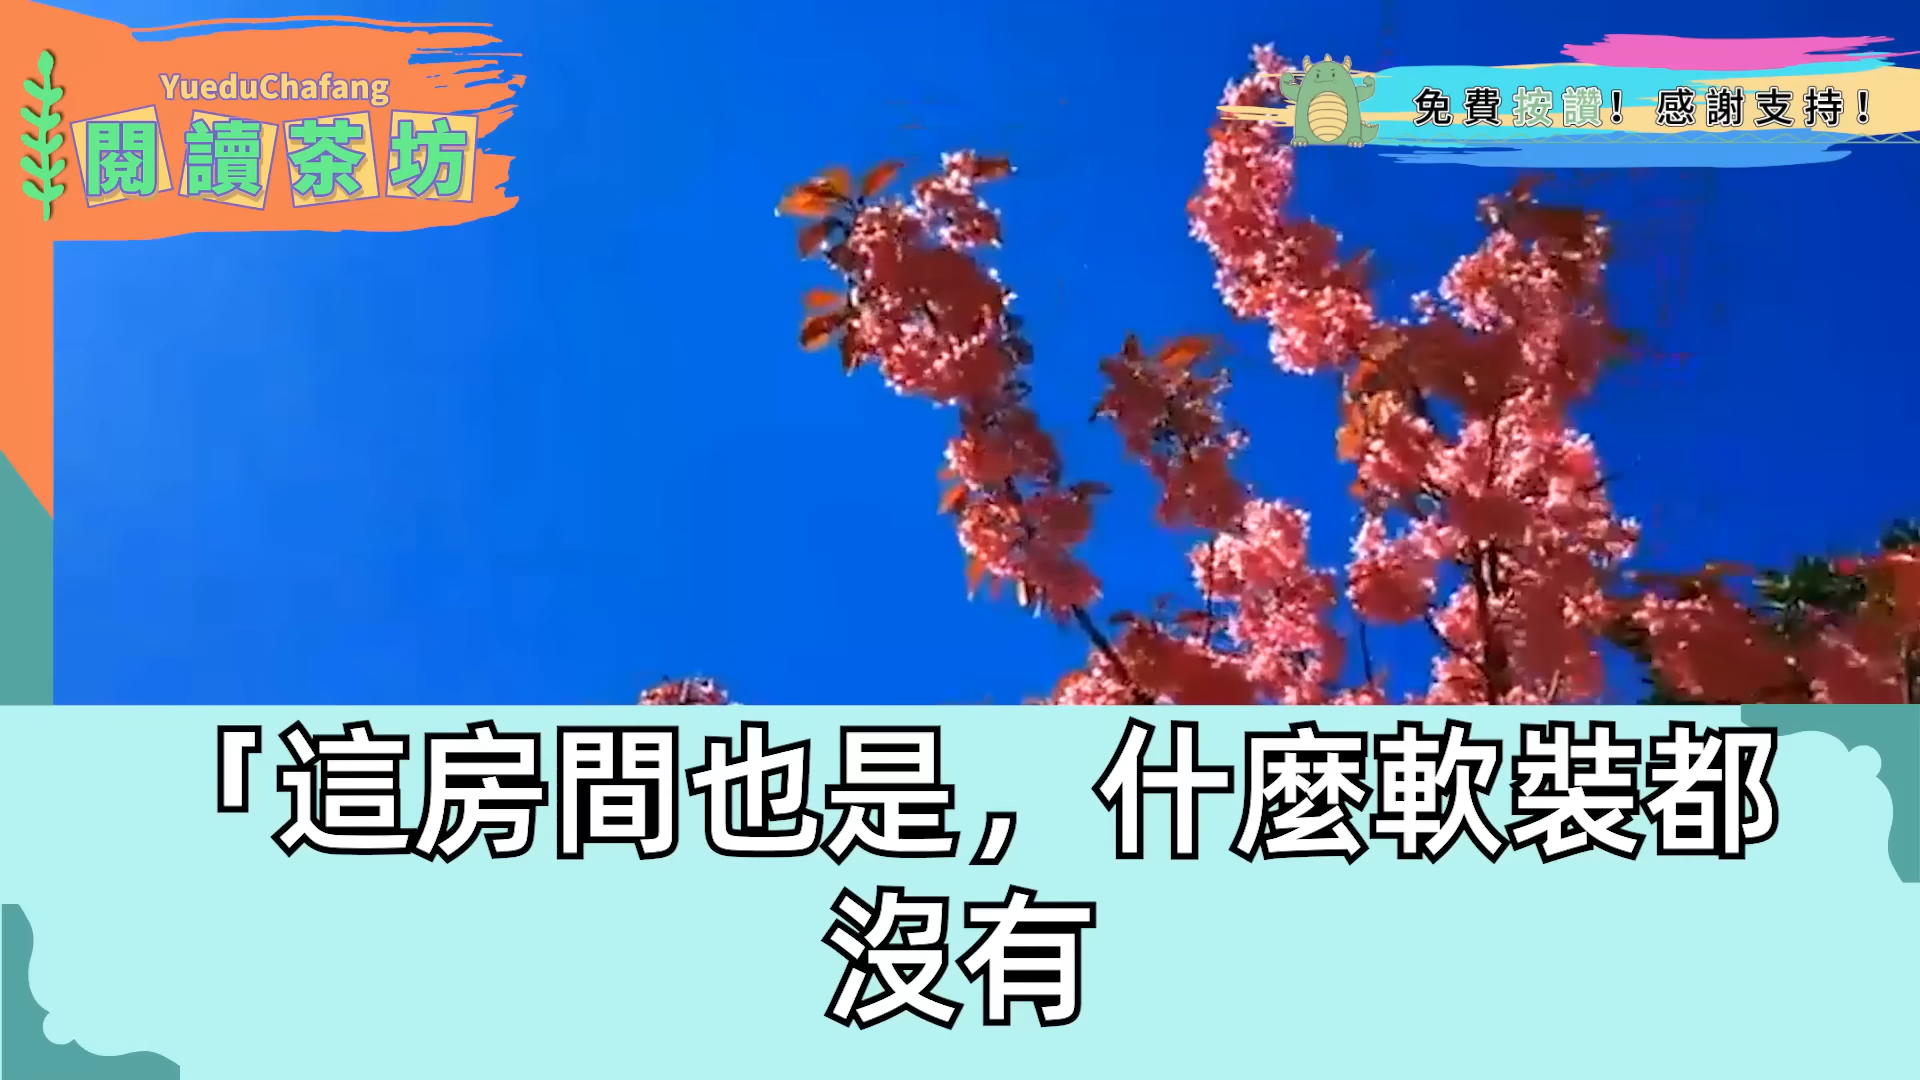 YueduChafang
閱讀茶坊
免費按讚！感謝支持！
「這房間也是，什麼軟裝都
沒有